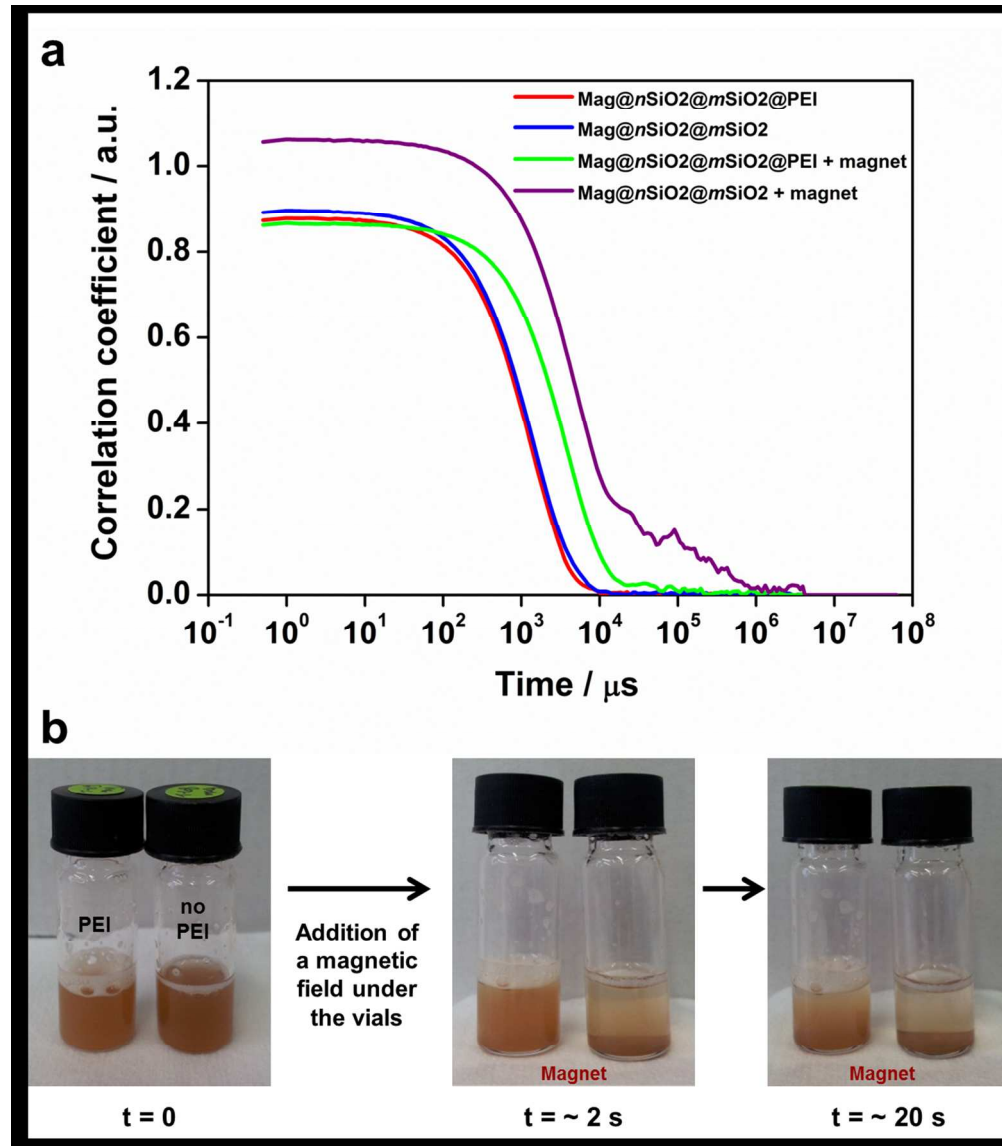 a
1.2
1.0
0.8
0.6
0.4
0.2
0.0
Correlation coefficient / a.u.
Mag@nSiO2@mSiO2@PEI
Mag@nSiO2@mSiO2
Mag@nSiO2@mSiO2@PEI + magnet
Mag@nSiO2@mSiO2 + magnet
10⁻¹ 10⁰ 10¹ 10² 10³ 10⁴ 10⁵ 10⁶ 10⁷ 10⁸
Time / μs
b
PEI
no
PEI
Addition of
a magnetic
field under
the vials
Magnet
Magnet
t = 0
t = ~ 2 s
t = ~ 20 s